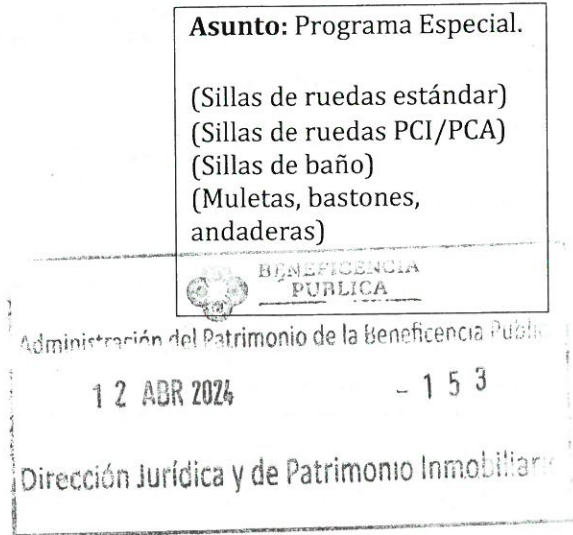 Asunto: Programa Especial.
(Sillas de ruedas estándar)
(Sillas de ruedas PCI/PCA)
(Sillas de baño)
(Muletas, bastones,
andaderas)
BENEFICENCIA
PÚBLICA
Administración del Patrimonio de la Beneficencia
12 ABR 2024 - 153
Dirección Jurídica y de Patrimonio